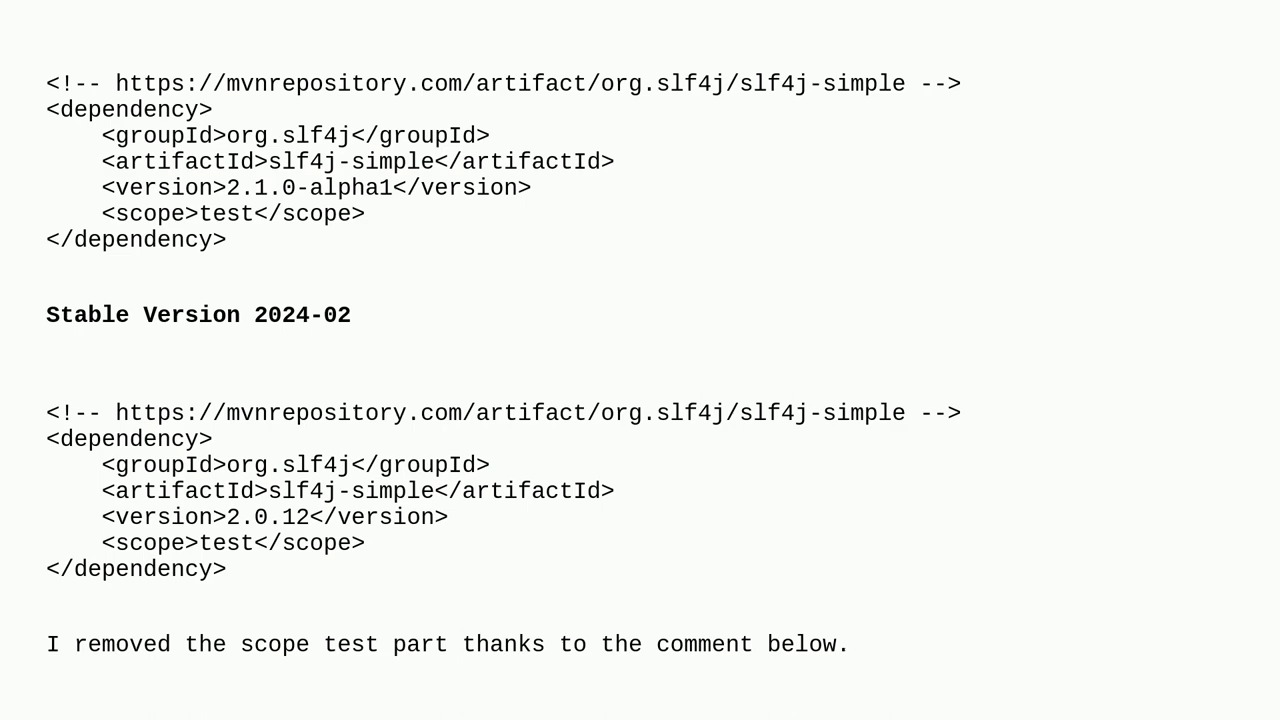 <!-- https://mvnrepository.com/artifact/org.slf4j/slf4j-simple -->
<dependency>
    <groupId>org.slf4j</groupId>
    <artifactId>slf4j-simple</artifactId>
    <version>2.1.0-alpha1</version>
    <scope>test</scope>
</dependency>
Stable Version 2024-02
<!-- https://mvnrepository.com/artifact/org.slf4j/slf4j-simple -->
<dependency>
    <groupId>org.slf4j</groupId>
    <artifactId>slf4j-simple</artifactId>
    <version>2.0.12</version>
    <scope>test</scope>
</dependency>
I removed the scope test part thanks to the comment below.